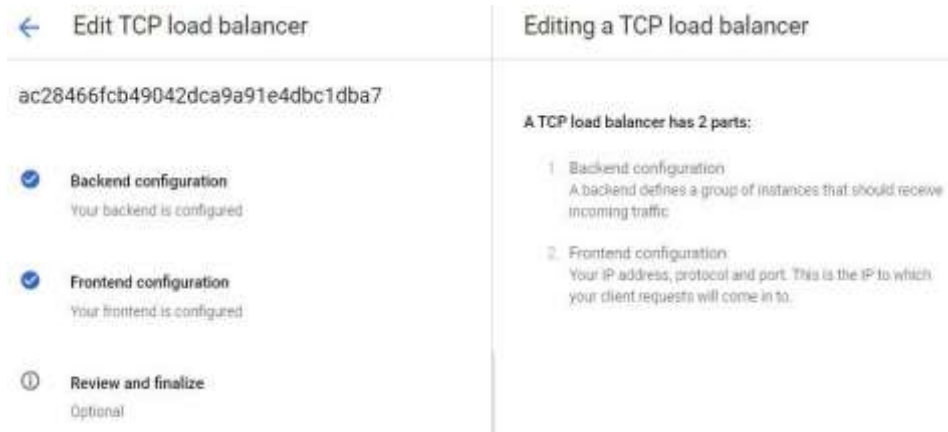 Edit TCP load balancer
ac28466fcb49042dca9a91e4dbc1dba7
Backend configuration
Your backend is configured
Frontend configuration
Your frontend is configured
Review and finalize
Optional
Editing a TCP load balancer
A TCP load balancer has 2 parts:
1. Backend configuration
A backend defines a group of instances that should receive
incoming traffic
2. Frontend configuration
Your IP address, protocol and port. This is the IP to which
your client requests will come in to.